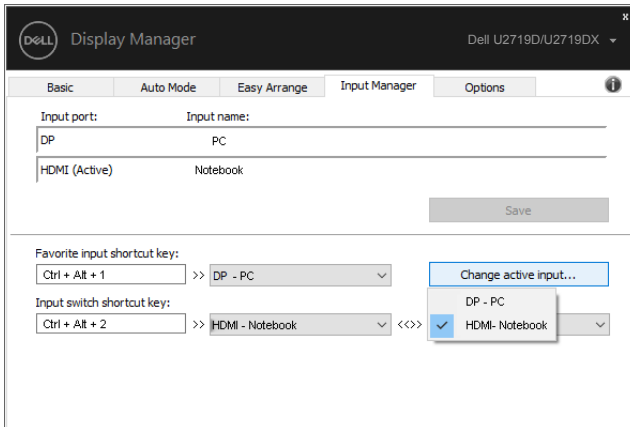 x
DELL Display Manager Dell U2719D/U2719DX
Basic Auto Mode Easy Arrange Input Manager Options i
Input port: Input name:
DP PC
HDMI (Active) Notebook
Save
Favorite input shortcut key:
Ctrl + Alt + 1 >> DP - PC Change active input...
DP - PC
Input switch shortcut key:
Ctrl + Alt + 2 >> HDMI - Notebook <<>> HDMI- Notebook